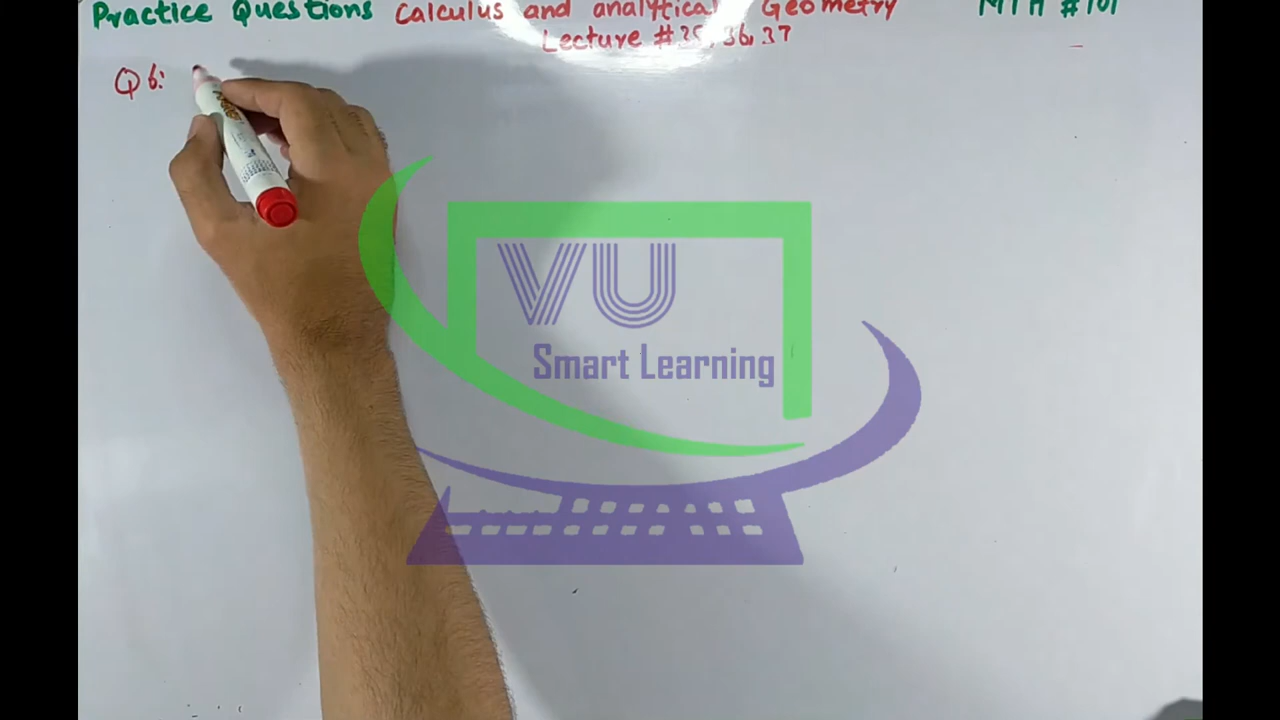 Practice Questions Calculus and analytical Geometry MTH #101
Lecture #35, 36, 37
Q 6:
VU
Smart Learning